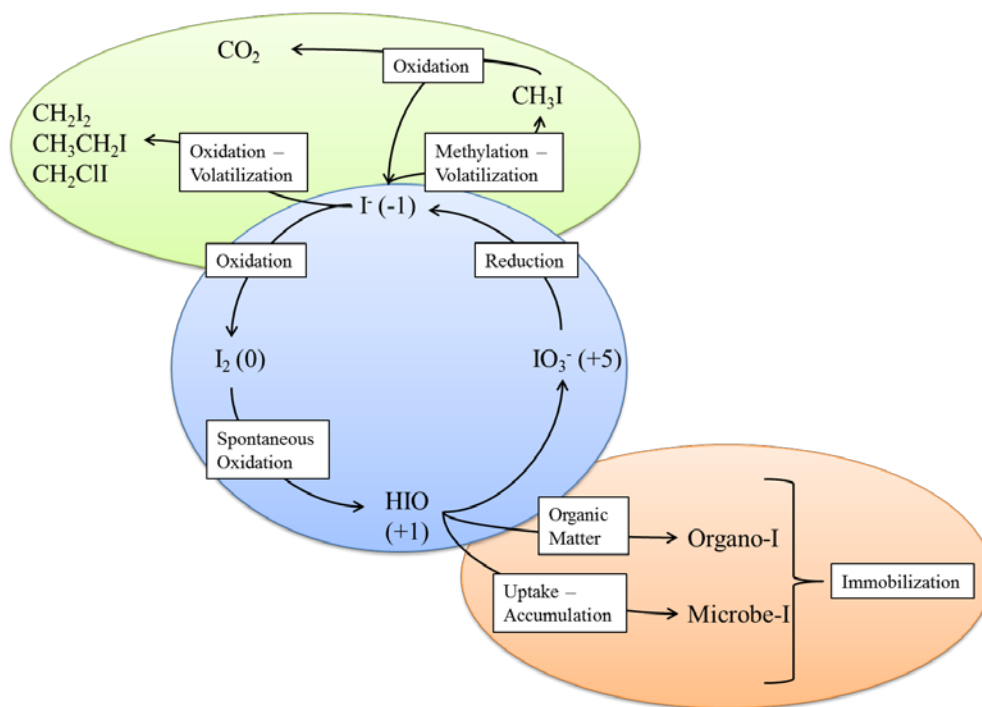 CO₂
Oxidation
CH₃I
CH₂I₂
CH₃CH₂I
CH₂ClI
Oxidation –
Volatilization
Methylation –
Volatilization
I⁻ (-1)
Oxidation
Reduction
I₂ (0)
IO₃⁻ (+5)
Spontaneous
Oxidation
HIO
(+1)
Organic
Matter
Organo-I
Immobilization
Uptake –
Accumulation
Microbe-I